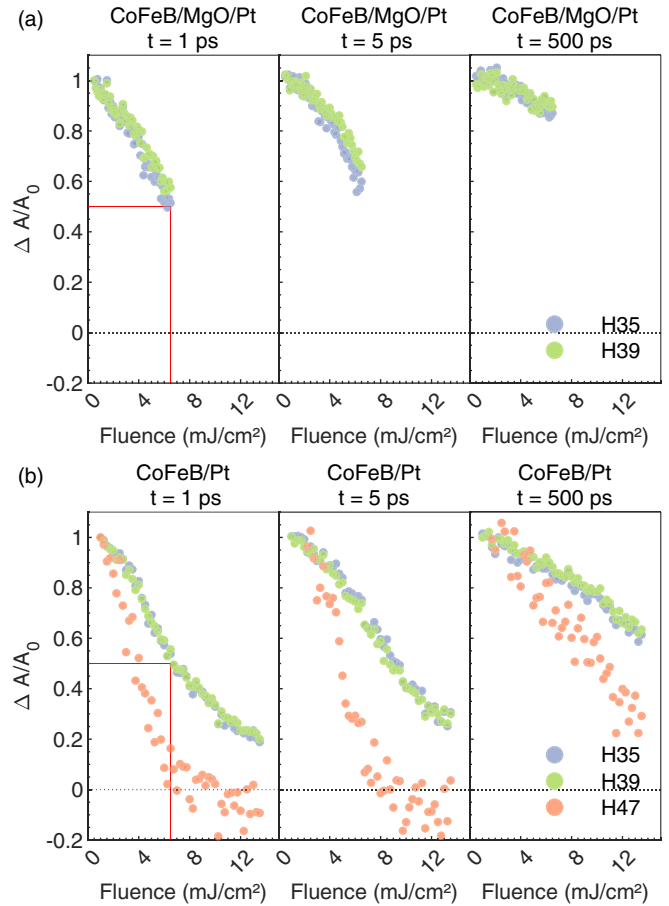 (a)
CoFeB/MgO/Pt
t = 1 ps
CoFeB/MgO/Pt
t = 5 ps
CoFeB/MgO/Pt
t = 500 ps
Δ A/A₀
1
0.8
0.6
0.4
0.2
0
-0.2
0 4 8 12
0 4 8 12
0 4 8 12
H35
H39
Fluence (mJ/cm²)
Fluence (mJ/cm²)
Fluence (mJ/cm²)
(b)
CoFeB/Pt
t = 1 ps
CoFeB/Pt
t = 5 ps
CoFeB/Pt
t = 500 ps
Δ A/A₀
1
0.8
0.6
0.4
0.2
0
-0.2
0 4 8 12
0 4 8 12
0 4 8 12
H35
H39
H47
Fluence (mJ/cm²)
Fluence (mJ/cm²)
Fluence (mJ/cm²)